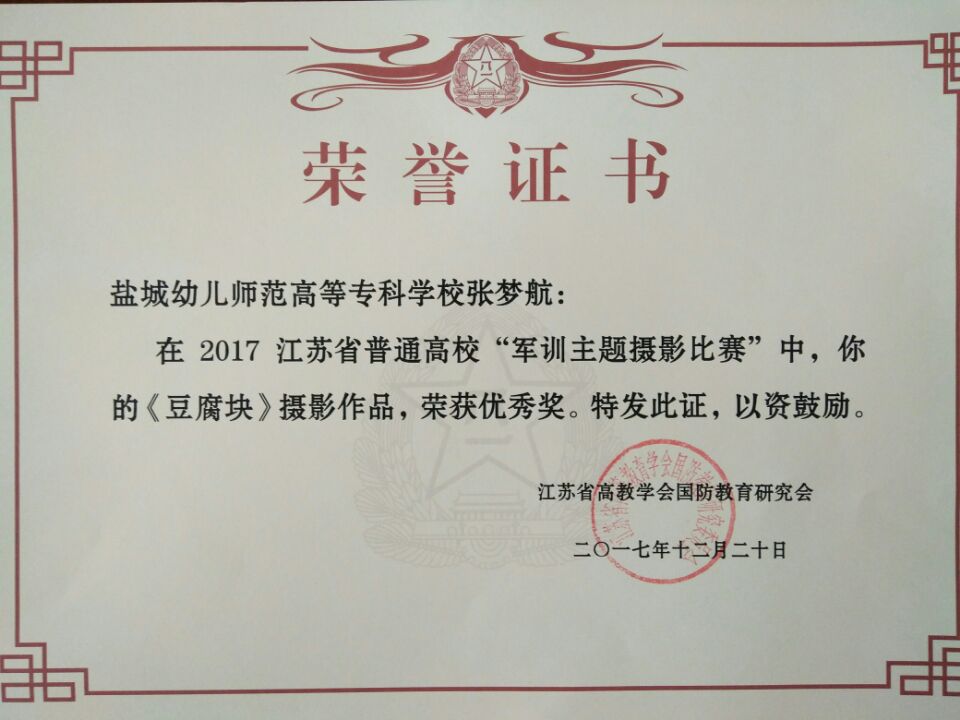 八一
荣誉证书
盐城幼儿师范高等专科学校张梦航：
在 2017 江苏省普通高校“军训主题摄影比赛”中，你
的《豆腐块》摄影作品，荣获优秀奖。特发此证，以资鼓励。
江苏省高教学会国防教育研究会
二〇一七年十二月二十日